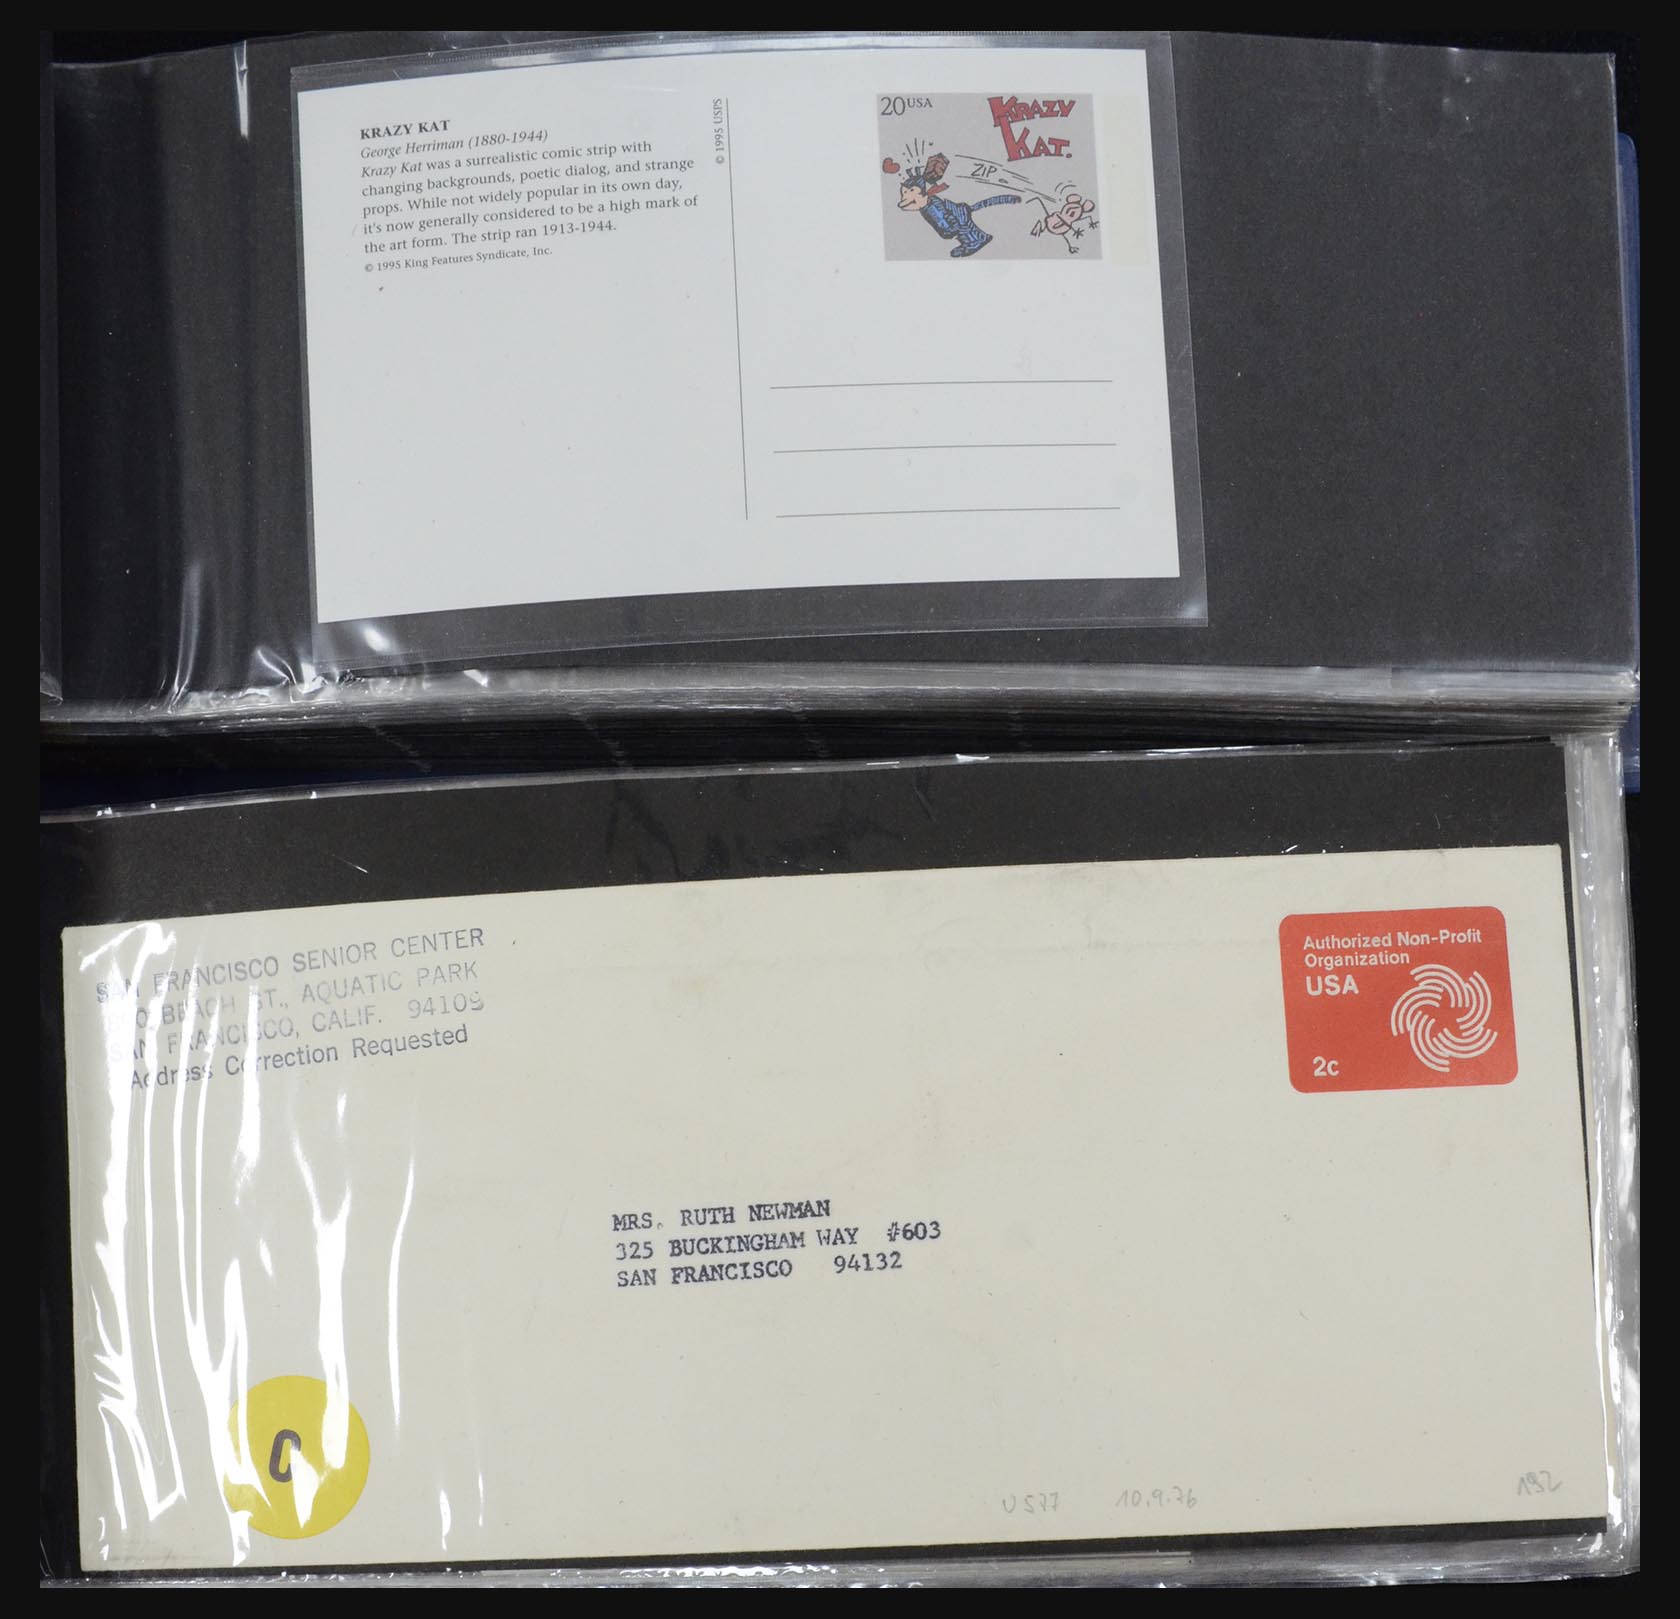 KRAZY KAT
George Herriman (1880-1944)
Krazy Kat was a surrealistic comic strip with
changing backgrounds, poetic dialog, and strange
props. While not widely popular in its own day,
it's now generally considered to be a high mark of
the art form. The strip ran 1913-1944.
© 1995 King Features Syndicate, Inc.
© 1995 USPS
20 USA
KRAZY
KAT.
ZIP
SAN FRANCISCO SENIOR CENTER
BEACH ST., AQUATIC PARK
SAN FRANCISCO, CALIF. 94109
Address Correction Requested
Authorized Non-Profit
Organization
USA
2c
MRS. RUTH NEWMAN
325 BUCKINGHAM WAY #603
SAN FRANCISCO 94132
0
U 577 10.9.76
192